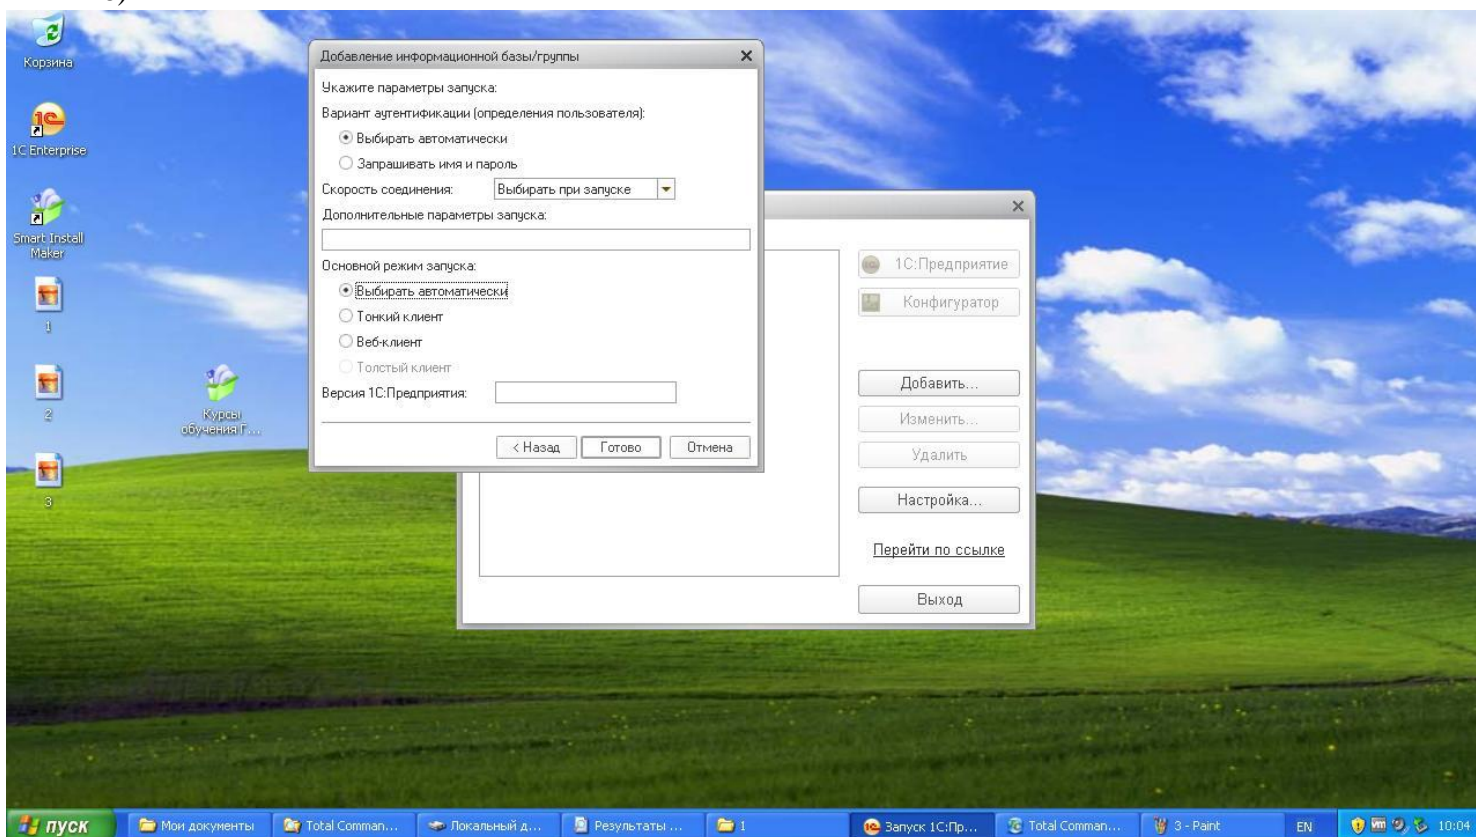 Корзина
1C Enterprise
Smart Install
Maker
1
2
3
Курсы
обучения Г...
Добавление информационной базы/группы
Укажите параметры запуска:
Вариант аутентификации (определения пользователя):
Выбирать автоматически
Запрашивать имя и пароль
Скорость соединения: Выбирать при запуске
Дополнительные параметры запуска:
Основной режим запуска:
Выбирать автоматически
Тонкий клиент
Веб-клиент
Толстый клиент
Версия 1С:Предприятия:
< Назад Готово Отмена
1С:Предприятие
Конфигуратор
Добавить...
Изменить...
Удалить
Настройка...
Перейти по ссылке
Выход
пуск Мои документы Total Comman... Локальный д... Результаты ... 1 Запуск 1С:Пр... Total Comman... 3 - Paint EN 10:04